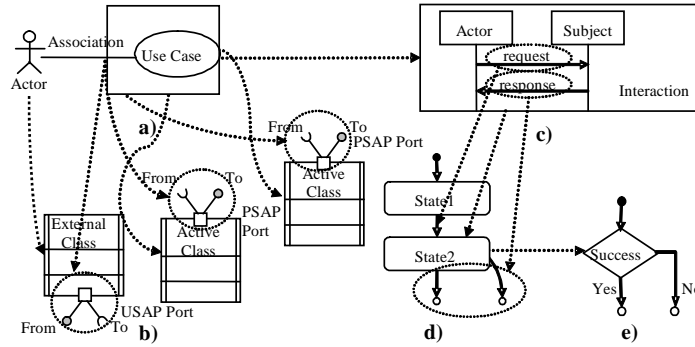 Association
Use Case
Actor
a)
Actor
Subject
request
response
Interaction
c)
From
To
PSAP Port
Active
Class
From
To
PSAP
Port
Active
Class
External
Class
USAP Port
From
To
b)
State1
State2
d)
Success
Yes
No
e)